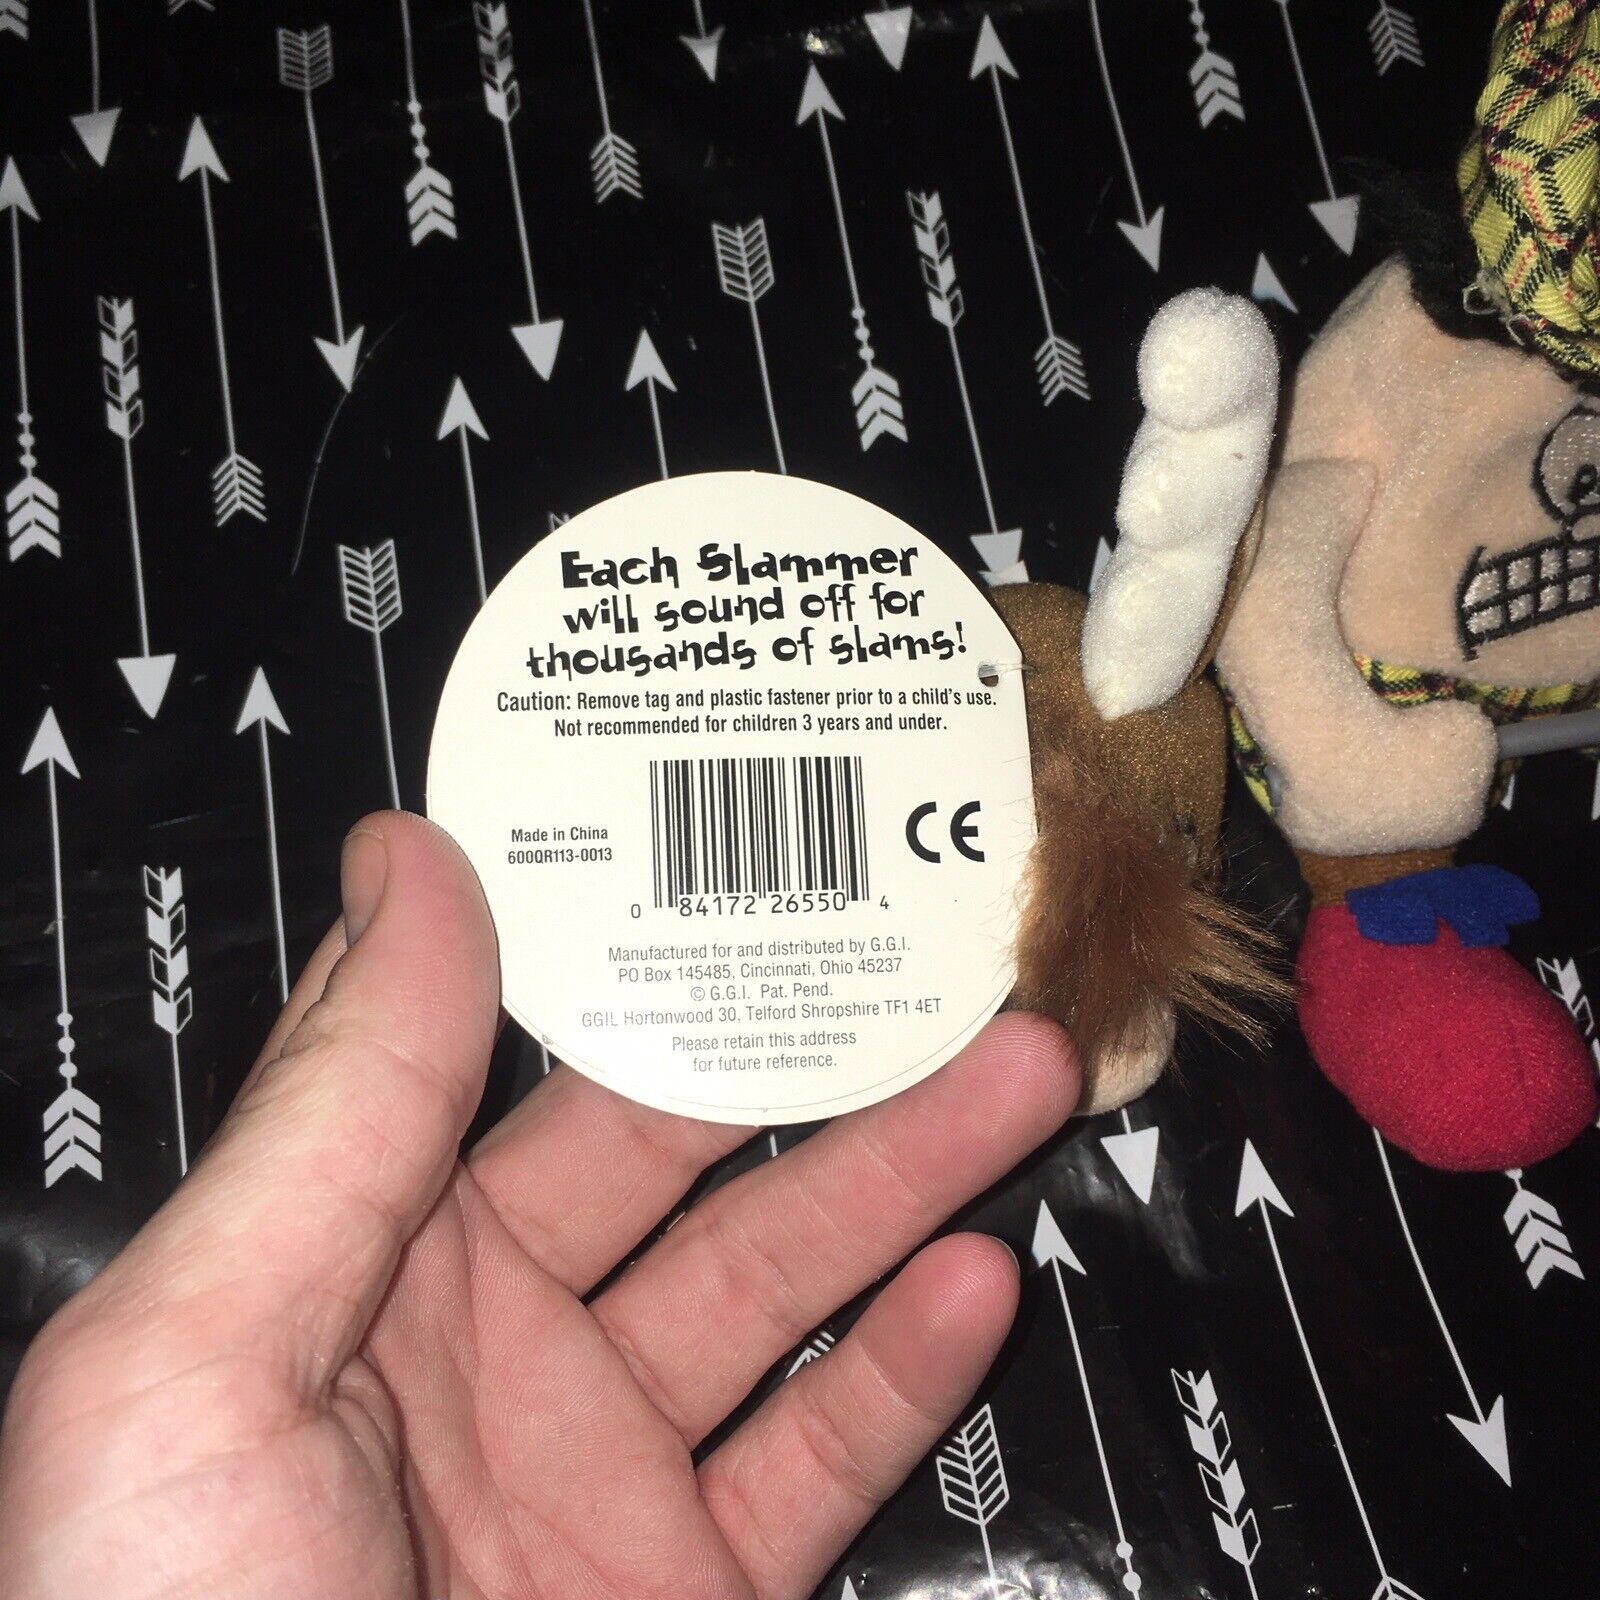 Each Slammer
will sound off for
thousands of slams!
Caution: Remove tag and plastic fastener prior to a child's use.
Not recommended for children 3 years and under.
Made in China
600QR113-0013
CE
0 84172 26550 4
Manufactured for and distributed by G.G.I.
PO Box 145485, Cincinnati, Ohio 45237
© G.G.I. Pat. Pend.
GGIL Hortonwood 30, Telford Shropshire TF1 4ET
Please retain this address
for future reference.